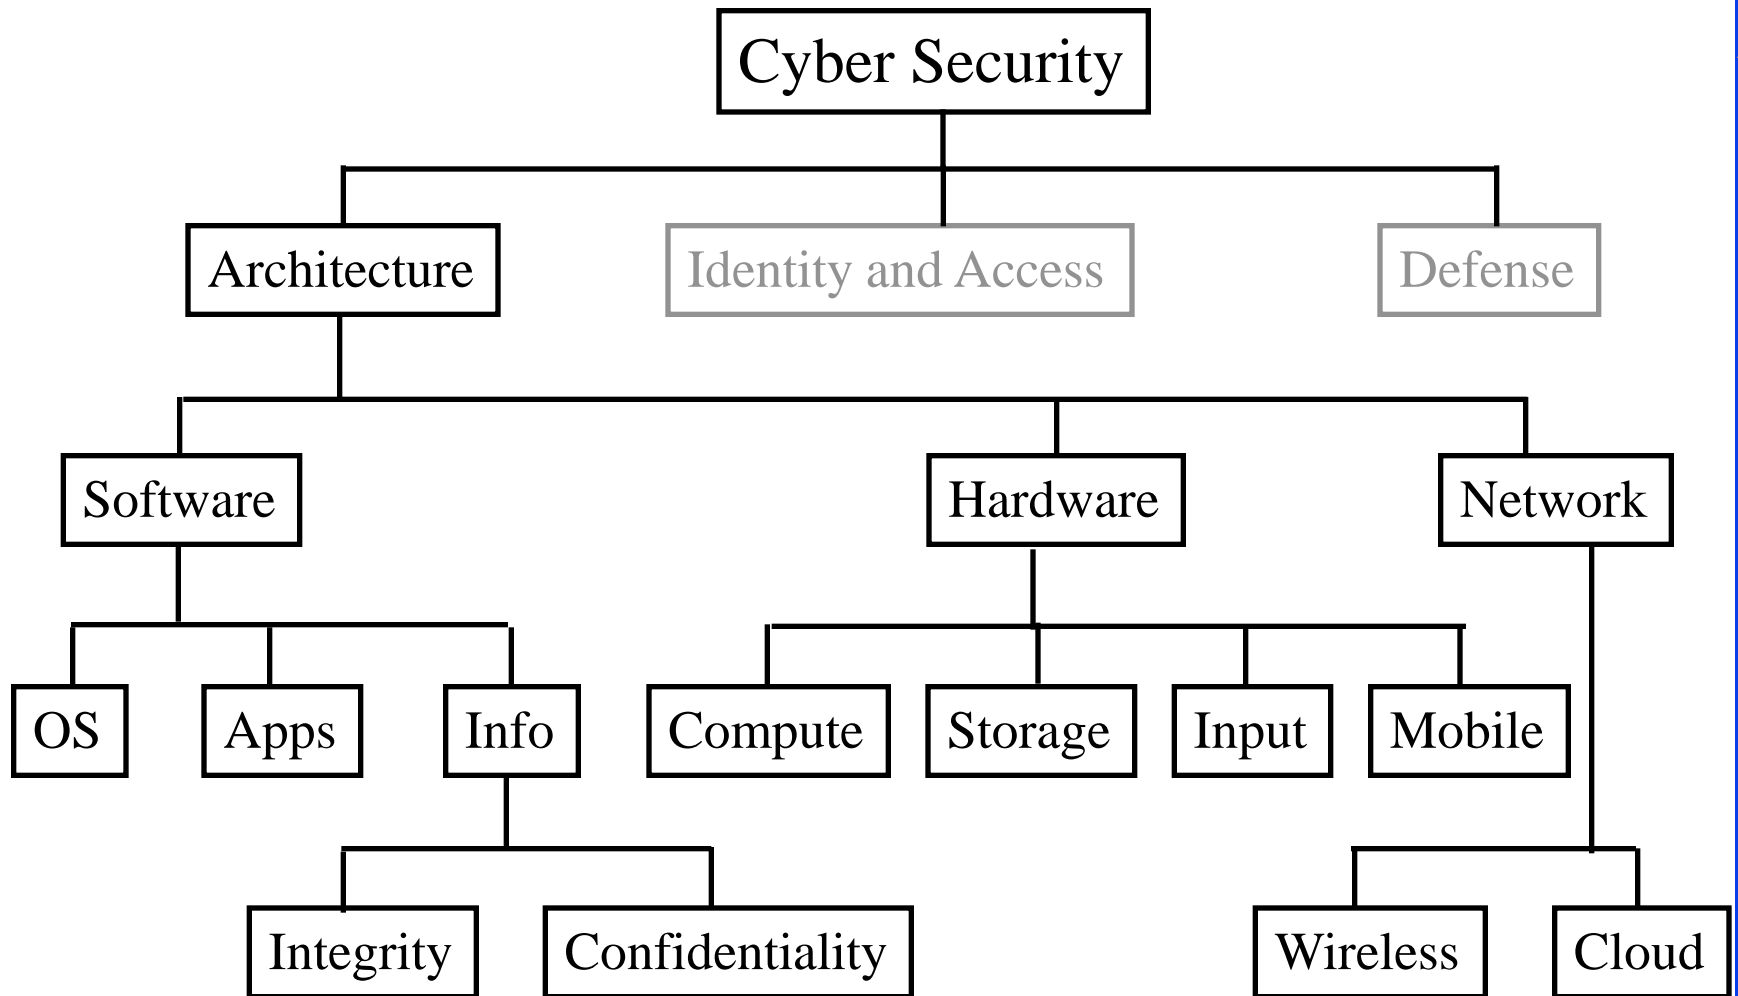 Cyber Security
Architecture
Identity and Access
Defense
Software
Hardware
Network
OS
Apps
Info
Compute
Storage
Input
Mobile
Integrity
Confidentiality
Wireless
Cloud